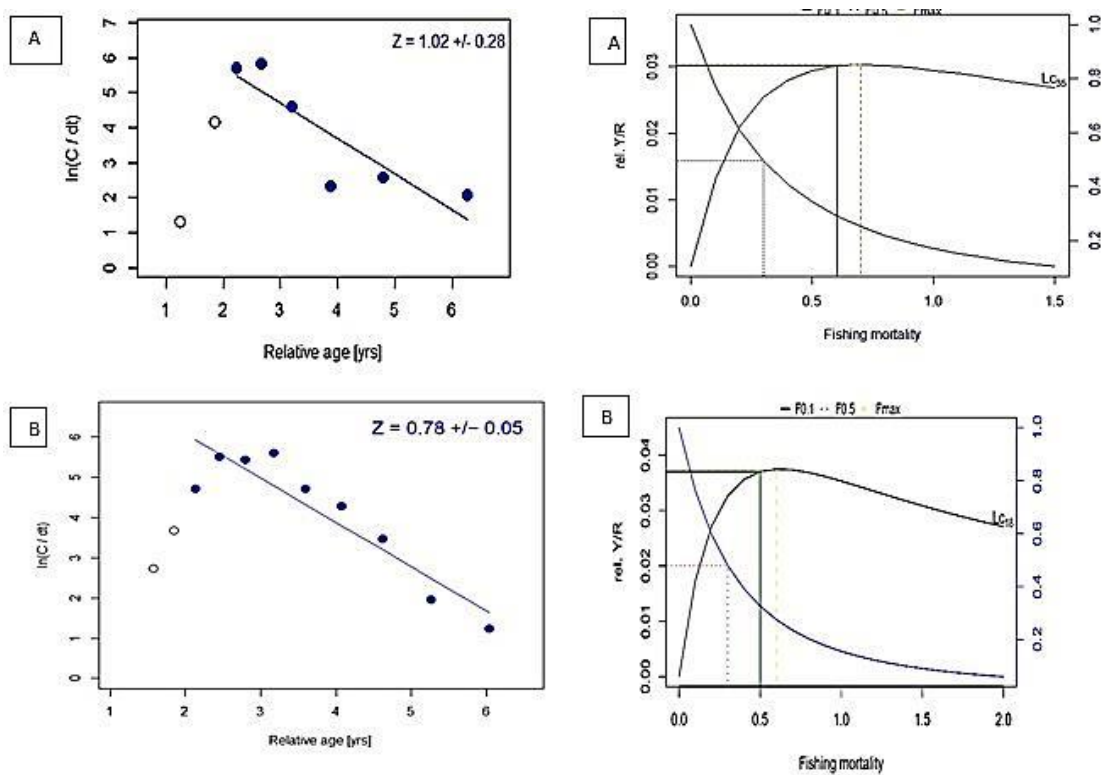 A
Z = 1.02 +/- 0.28
ln(C / dt)
7
6
5
4
3
2
1
0
1 2 3 4 5 6
Relative age [yrs]
A
Fmax
rel. Y/R
0.03
0.02
0.01
0.00
1.0
0.8
0.6
0.4
0.2
Lc
0.0 0.5 1.0 1.5
Fishing mortality
B
Z = 0.78 +/- 0.05
ln(C / dt)
6
5
4
3
2
1
0
1 2 3 4 5 6
Relative age [yrs]
B
F0.1 F0.5 Fmax
rel. Y/R
0.04
0.03
0.02
0.01
0.00
1.0
0.8
0.6
0.4
0.2
Lc
0.0 0.5 1.0 1.5 2.0
Fishing mortality